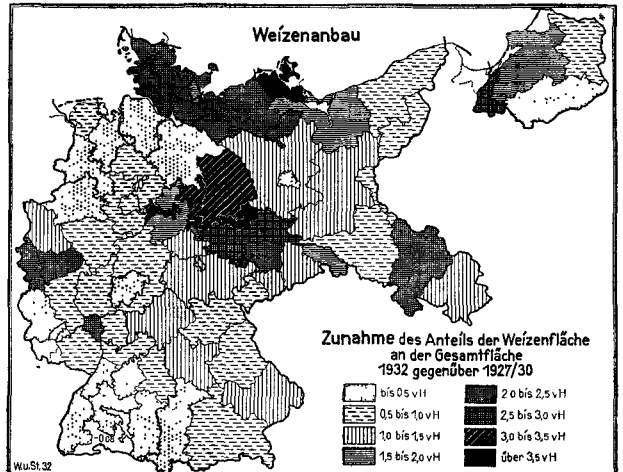 Weizenanbau
Zunahme des Anteils der Weizenfläche
an der Gesamtfläche
1932 gegenüber 1927/30
bis 0,5 vH
0,5 bis 1,0 vH
1,0 bis 1,5 vH
1,5 bis 2,0 vH
2,0 bis 2,5 vH
2,5 bis 3,0 vH
3,0 bis 3,5 vH
über 3,5 vH
W.u.St.32